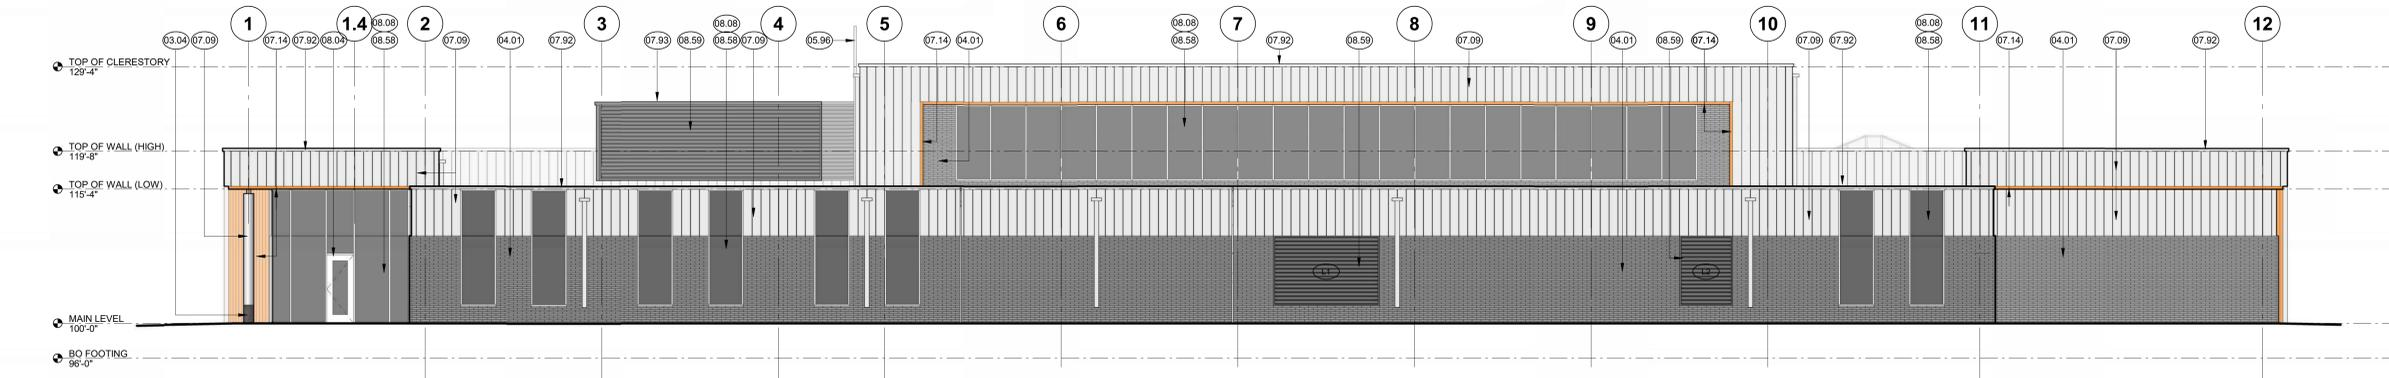 1 1.4 2 3 4 5 6 7 8 9 10 11 12
08.08 08.08 08.08 08.08
03.04 07.09 07.14 07.92 08.04 08.58 07.09 04.01 07.92 07.93 08.59 08.58 07.09 05.96 07.14 04.01 08.58 07.92 08.59 07.09 04.01 08.59 07.14 07.09 07.92 08.58 07.14 04.01 07.09 07.92
TOP OF CLERESTORY
129'-4"
TOP OF WALL (HIGH)
119'-8"
TOP OF WALL (LOW)
115'-4"
L1 L2
MAIN LEVEL
100'-0"
BO FOOTING
96'-0"